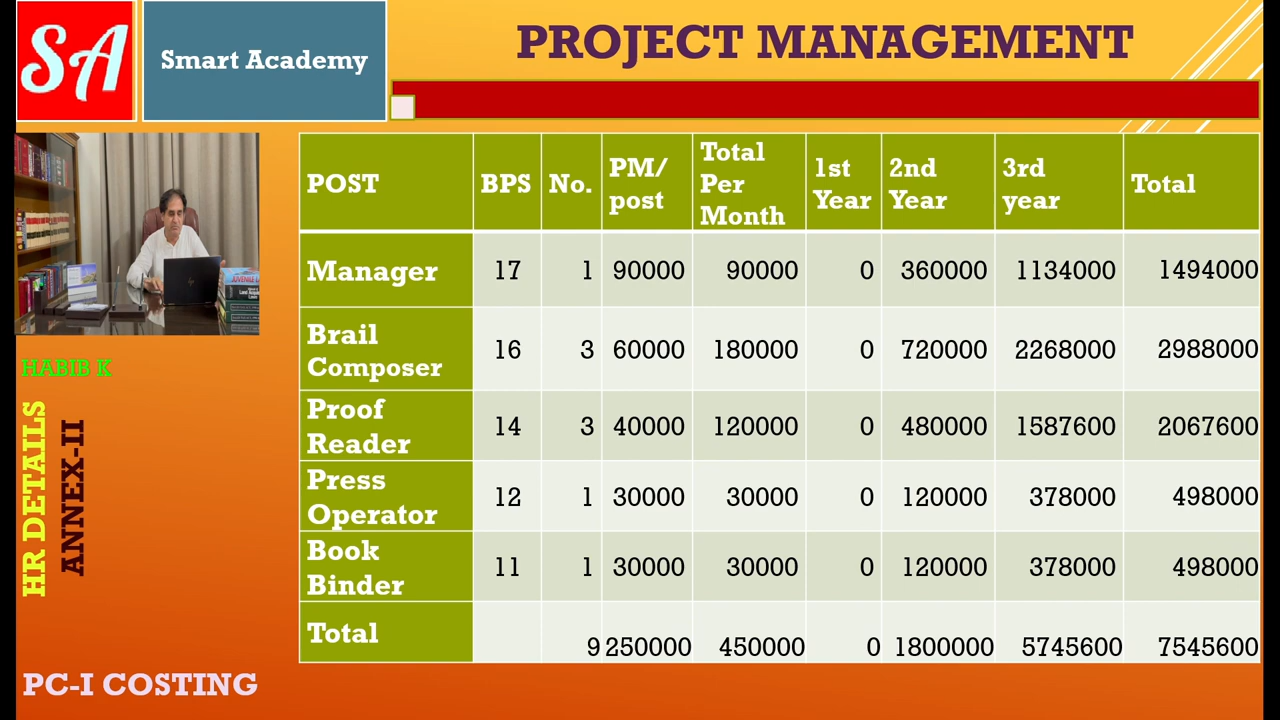 SA
Smart Academy
PROJECT MANAGEMENT
POST BPS No. PM/ post Total Per Month 1st Year 2nd Year 3rd year Total
Manager 17 1 90000 90000 0 360000 1134000 1494000
Brail Composer 16 3 60000 180000 0 720000 2268000 2988000
Proof Reader 14 3 40000 120000 0 480000 1587600 2067600
Press Operator 12 1 30000 30000 0 120000 378000 498000
Book Binder 11 1 30000 30000 0 120000 378000 498000
Total 9 250000 450000 0 1800000 5745600 7545600
HABIB K
HR DETAILS
ANNEX-II
PC-I COSTING